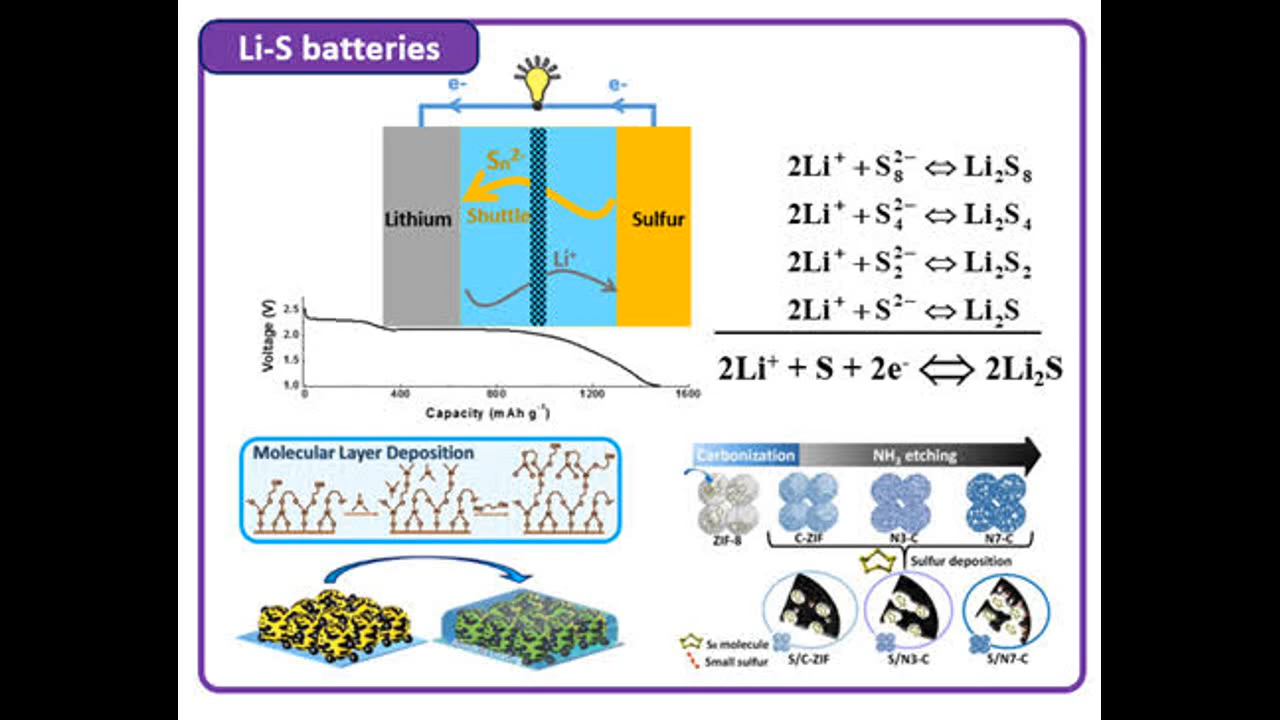 Li-S batteries
e-
e-
Sn²⁻
Shuttle
Lithium
Sulfur
Li⁺
Voltage (V)
2.5
2.0
1.5
1.0
0
400
800
1200
1600
Capacity (mAh g⁻¹)
2Li⁺ + S₈²⁻ ⇔ Li₂S₈
2Li⁺ + S₄²⁻ ⇔ Li₂S₄
2Li⁺ + S₂²⁻ ⇔ Li₂S₂
2Li⁺ + S²⁻ ⇔ Li₂S
2Li⁺ + S + 2e⁻ ⇔ 2Li₂S
Molecular Layer Deposition
Carbonization
NH₃ etching
ZIF-8
C-ZIF
N3-C
N7-C
Sulfur deposition
S₈ molecule
Small sulfur
S/C-ZIF
S/N3-C
S/N7-C